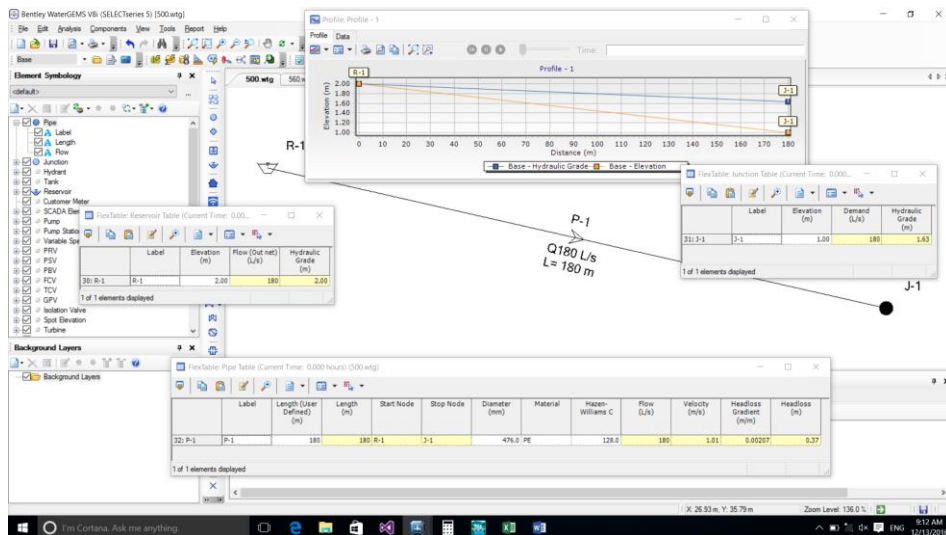 Bentley WaterGEMS V8i (SELECTseries 5) [500.wtg]
File Edit Analysis Components View Tools Report Help
Base
Element Symbology
<default>
Pipe
Label
Length
Flow
Junction
Hydrant
Tank
Reservoir
Customer Meter
SCADA Elem
Pump
Pump Station
Variable Spe
PRV
PSV
PBV
FCV
TCV
GPV
Isolation Valve
Spot Elevation
Turbine
Background Layers
Background Layers
500.wtg
Profile: Profile - 1
Profile Data
Time:
Profile - 1
Elevation (m)
2.00
1.80
1.60
1.40
1.20
1.00
R-1
J-1
J-1
0 10 20 30 40 50 60 70 80 90 100 110 120 130 140 150 160 170 180
Distance (m)
Base - Hydraulic Grade Base - Elevation
R-1
P-1
Q180 L/s
L= 180 m
J-1
FlexTable: Reservoir Table (Current Time: 0.00...
Label Elevation (m) Flow (Out net) (L/s) Hydraulic Grade (m)
30: R-1 R-1 2.00 180 2.00
1 of 1 elements displayed
FlexTable: Junction Table (Current Time: 0.000...
Label Elevation (m) Demand (L/s) Hydraulic Grade (m)
31: J-1 J-1 1.00 180 1.63
1 of 1 elements displayed
FlexTable: Pipe Table (Current Time: 0.000 hours) (500.wtg)
Label Length (User Defined) (m) Length (m) Start Node Stop Node Diameter (mm) Material Hazen-Williams C Flow (L/s) Velocity (m/s) Headloss Gradient (m/m) Headloss (m)
32: P-1 P-1 180 180 R-1 J-1 476.0 PE 128.0 180 1.01 0.00207 0.37
1 of 1 elements displayed
X: 26.93 m, Y: 35.79 m Zoom Level: 136.0 %
I'm Cortana. Ask me anything.
ENG
9:12 AM